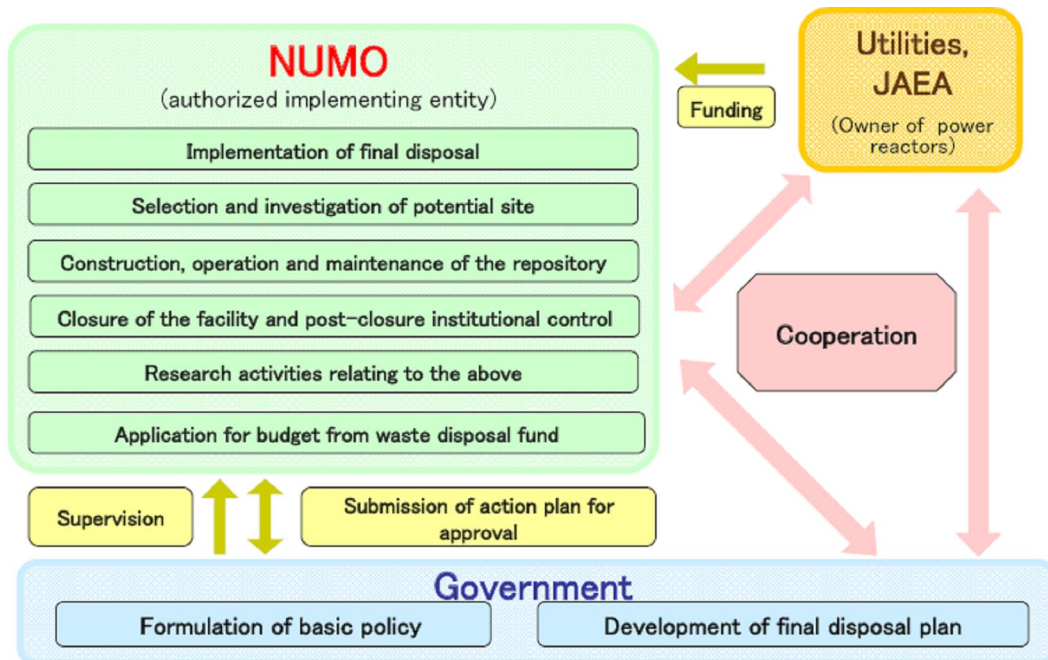 NUMO
(authorized implementing entity)
Implementation of final disposal
Selection and investigation of potential site
Construction, operation and maintenance of the repository
Closure of the facility and post-closure institutional control
Research activities relating to the above
Application for budget from waste disposal fund
Funding
Utilities,
JAEA
(Owner of power
reactors)
Cooperation
Supervision
Submission of action plan for
approval
Government
Formulation of basic policy
Development of final disposal plan